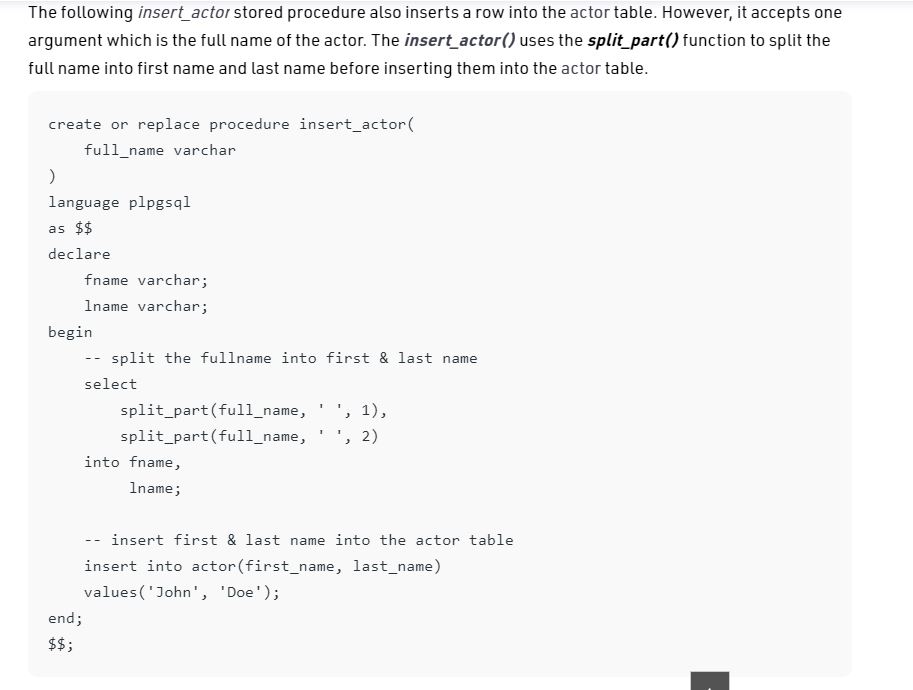 The following insert_actor stored procedure also inserts a row into the actor table. However, it accepts one
argument which is the full name of the actor. The insert_actor() uses the split_part() function to split the
full name into first name and last name before inserting them into the actor table.
create or replace procedure insert_actor(
    full_name varchar
)
language plpgsql
as $$
declare
    fname varchar;
    lname varchar;
begin
    -- split the fullname into first & last name
    select
        split_part(full_name, ' ', 1),
        split_part(full_name, ' ', 2)
    into fname,
         lname;
    -- insert first & last name into the actor table
    insert into actor(first_name, last_name)
    values('John', 'Doe');
end;
$$;